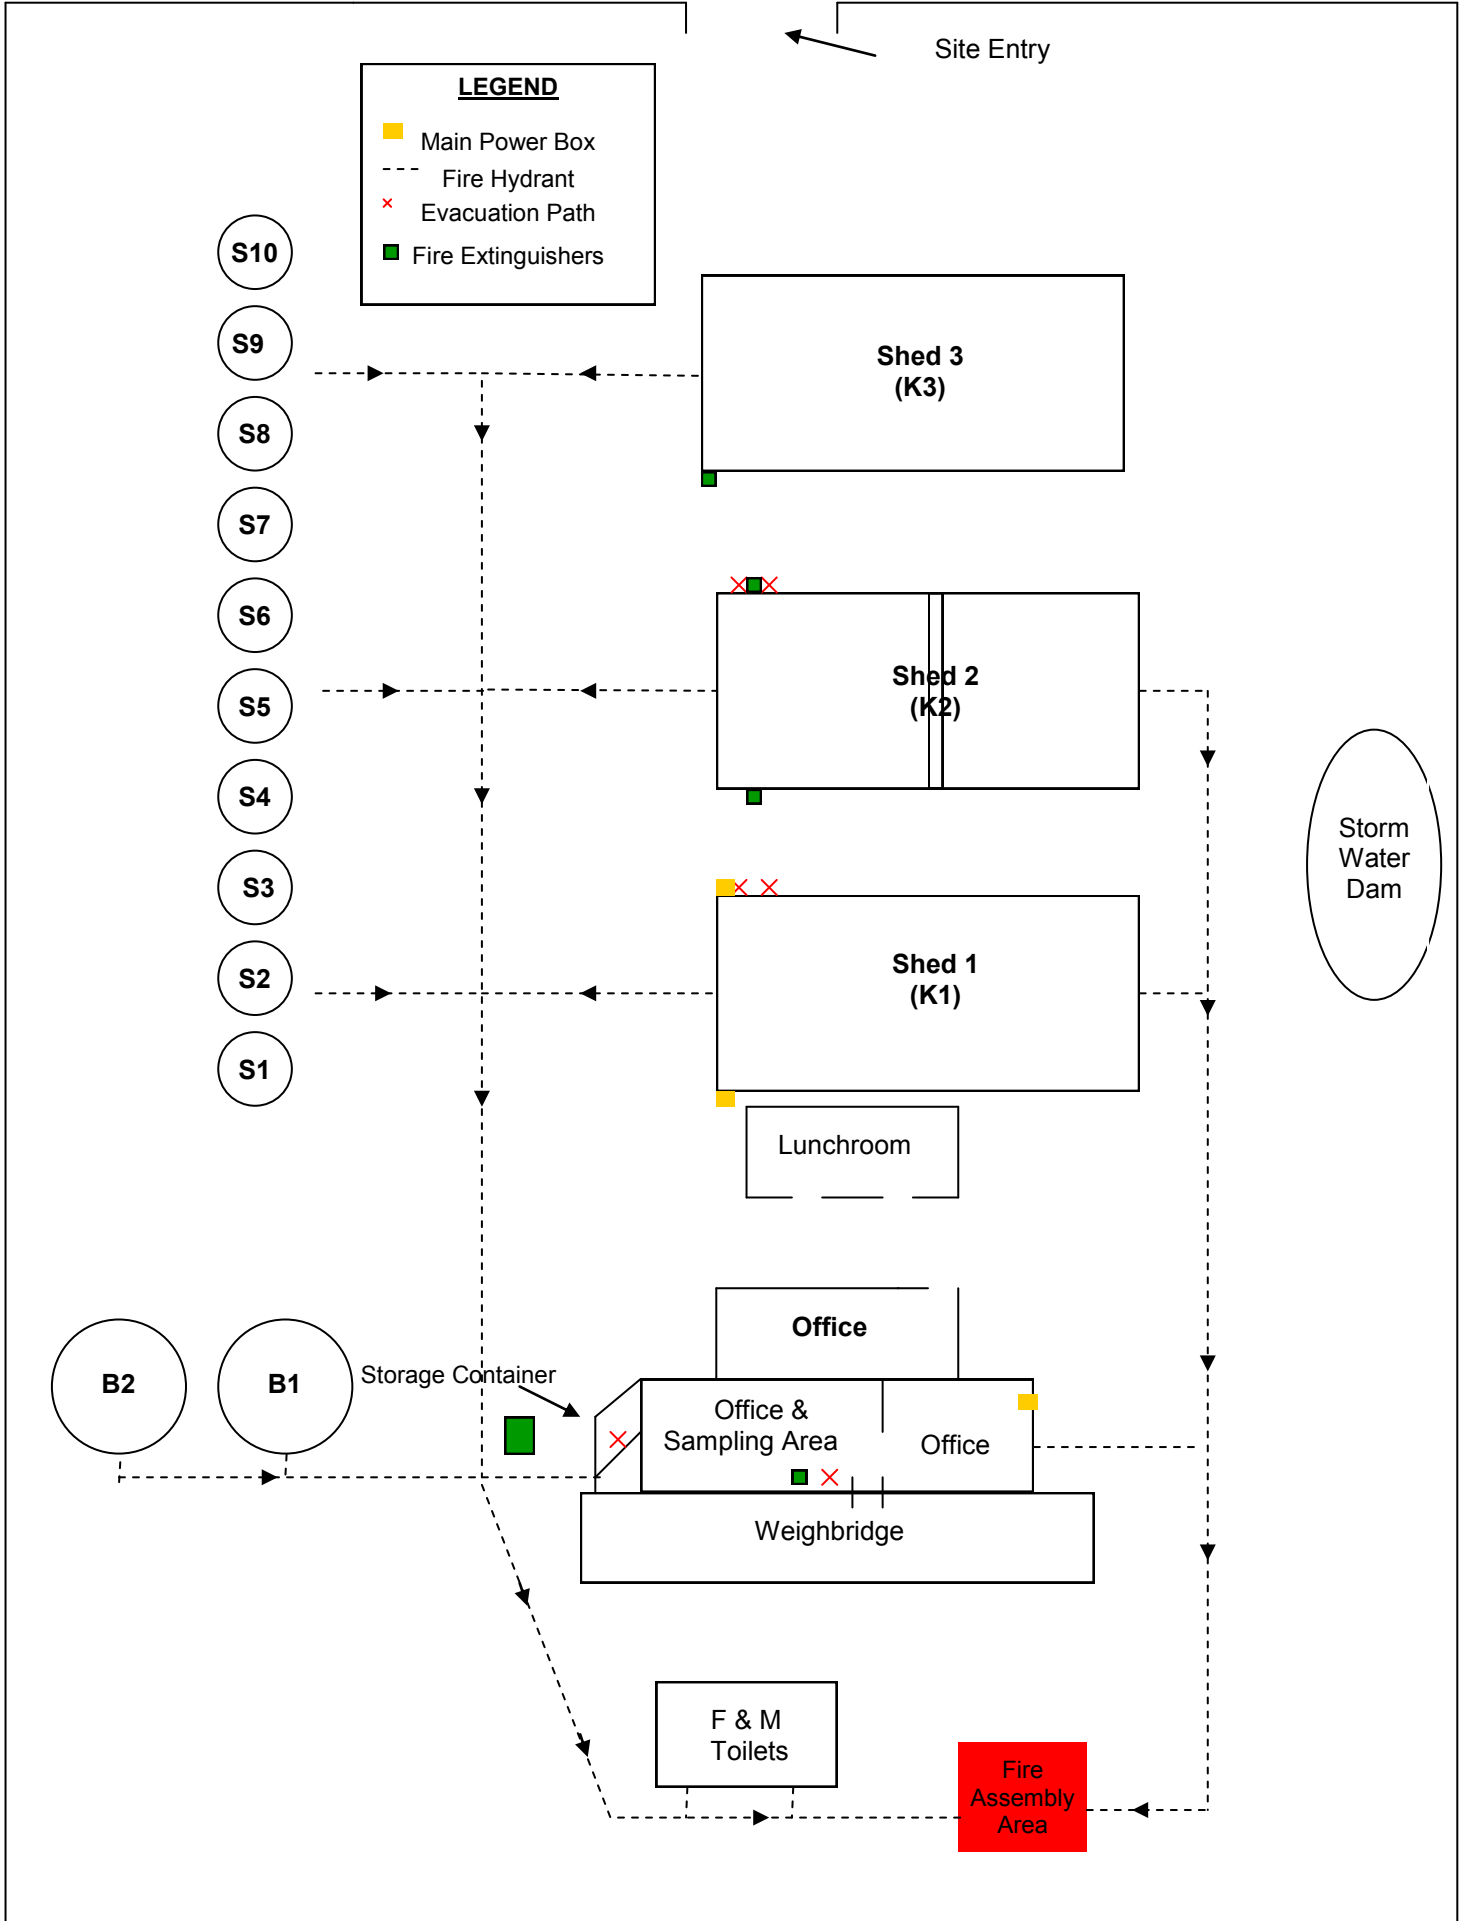 Site Entry
LEGEND
Main Power Box
Fire Hydrant
Evacuation Path
Fire Extinguishers
S10
S9
S8
S7
S6
S5
S4
S3
S2
S1
Shed 3
(K3)
Shed 2
(K2)
Storm
Water
Dam
Shed 1
(K1)
Lunchroom
Office
B2
B1
Storage Container
Office &
Sampling Area
Office
Weighbridge
F & M
Toilets
Fire
Assembly
Area